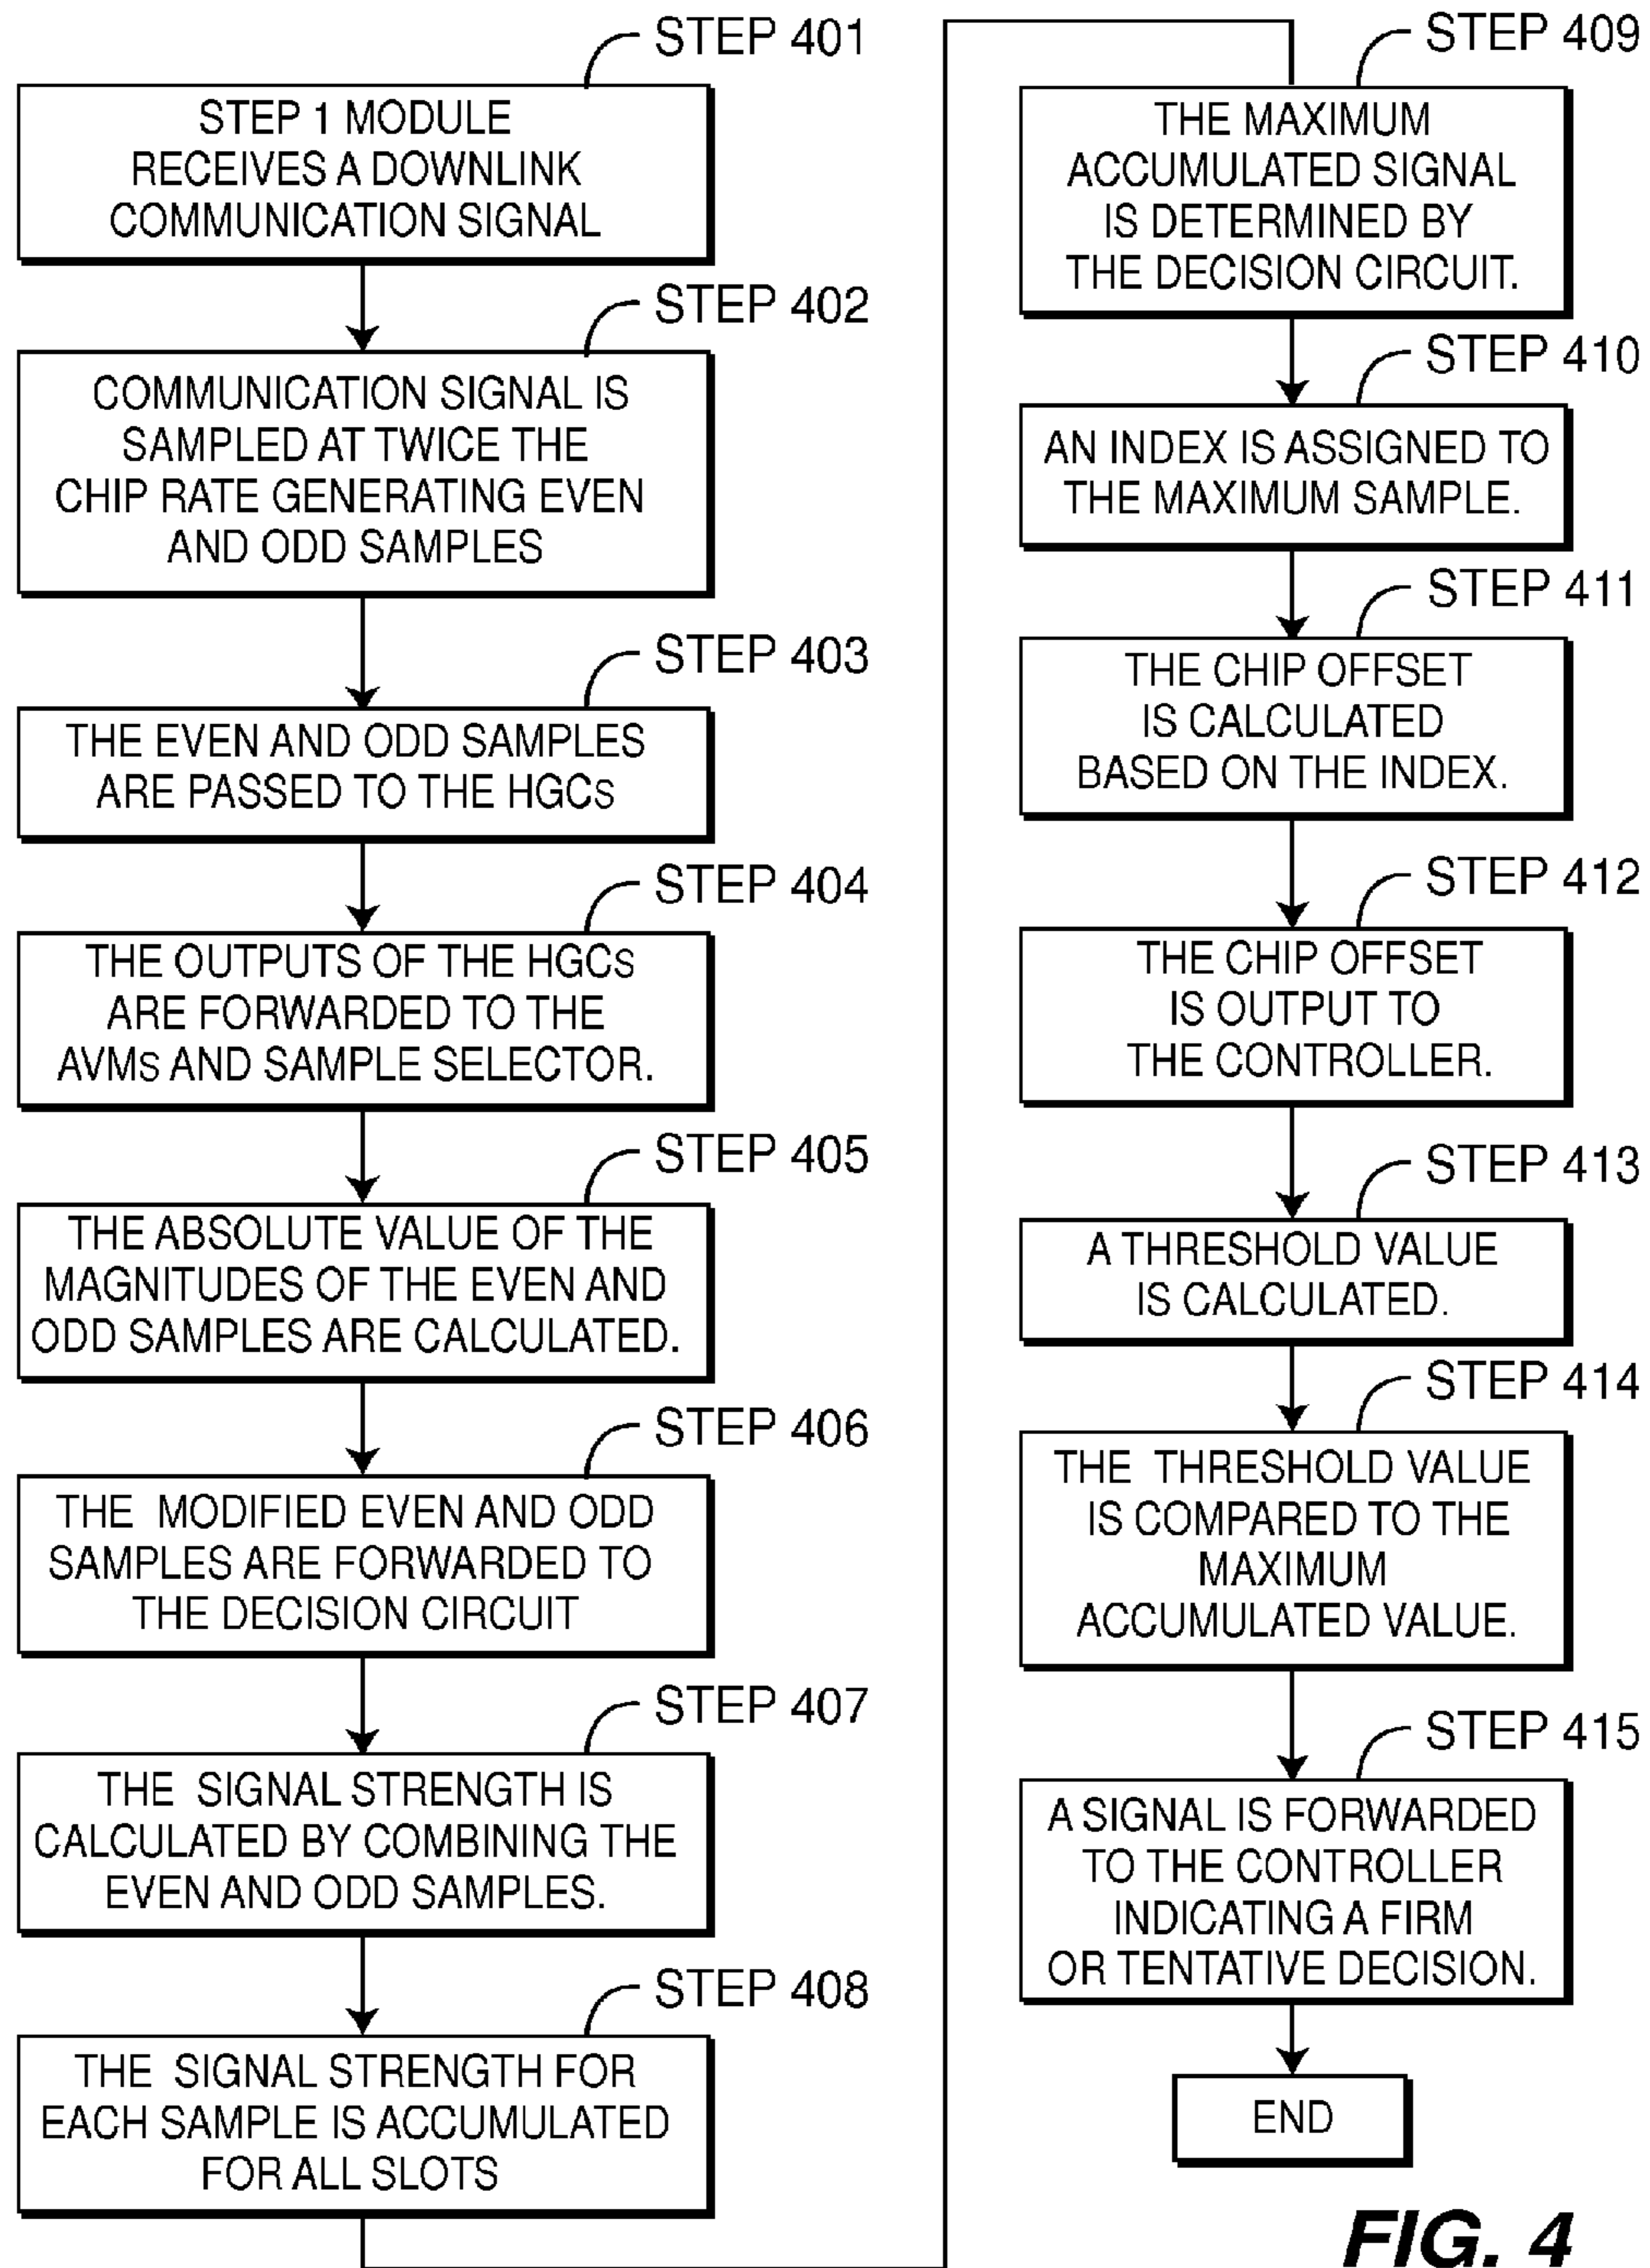 STEP 401
STEP 1 MODULE
RECEIVES A DOWNLINK
COMMUNICATION SIGNAL
STEP 402
COMMUNICATION SIGNAL IS
SAMPLED AT TWICE THE
CHIP RATE GENERATING EVEN
AND ODD SAMPLES
STEP 403
THE EVEN AND ODD SAMPLES
ARE PASSED TO THE HGCS
STEP 404
THE OUTPUTS OF THE HGCS
ARE FORWARDED TO THE
AVMS AND SAMPLE SELECTOR.
STEP 405
THE ABSOLUTE VALUE OF THE
MAGNITUDES OF THE EVEN AND
ODD SAMPLES ARE CALCULATED.
STEP 406
THE MODIFIED EVEN AND ODD
SAMPLES ARE FORWARDED TO
THE DECISION CIRCUIT
STEP 407
THE SIGNAL STRENGTH IS
CALCULATED BY COMBINING THE
EVEN AND ODD SAMPLES.
STEP 408
THE SIGNAL STRENGTH FOR
EACH SAMPLE IS ACCUMULATED
FOR ALL SLOTS
STEP 409
THE MAXIMUM
ACCUMULATED SIGNAL
IS DETERMINED BY
THE DECISION CIRCUIT.
STEP 410
AN INDEX IS ASSIGNED TO
THE MAXIMUM SAMPLE.
STEP 411
THE CHIP OFFSET
IS CALCULATED
BASED ON THE INDEX.
STEP 412
THE CHIP OFFSET
IS OUTPUT TO
THE CONTROLLER.
STEP 413
A THRESHOLD VALUE
IS CALCULATED.
STEP 414
THE THRESHOLD VALUE
IS COMPARED TO THE
MAXIMUM
ACCUMULATED VALUE.
STEP 415
A SIGNAL IS FORWARDED
TO THE CONTROLLER
INDICATING A FIRM
OR TENTATIVE DECISION.
END
FIG. 4